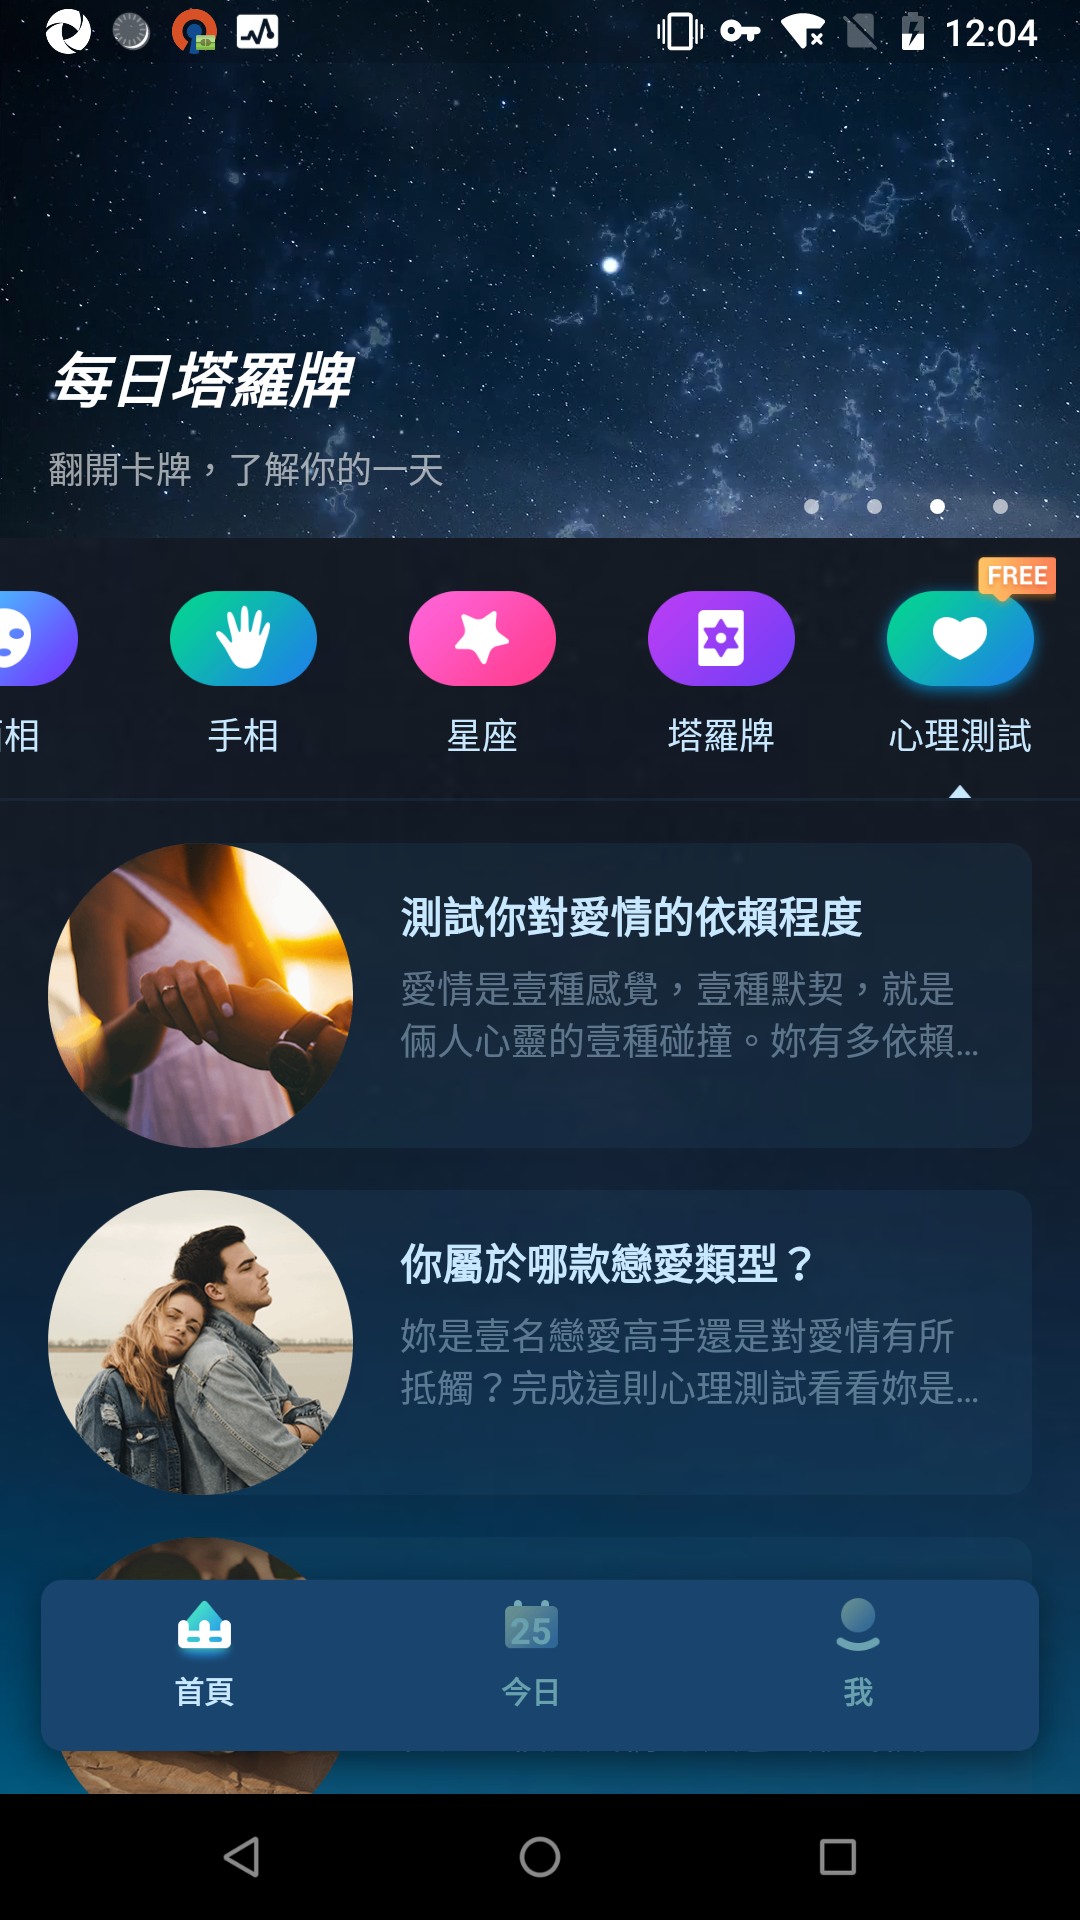 12:04
每日塔羅牌
翻開卡牌，了解你的一天
FREE
相
手相
星座
塔羅牌
心理測試
測試你對愛情的依賴程度
愛情是壹種感覺，壹種默契，就是
倆人心靈的壹種碰撞。妳有多依賴...
你屬於哪款戀愛類型？
妳是壹名戀愛高手還是對愛情有所
抵觸？完成這則心理測試看看妳是...
25
首頁
今日
我